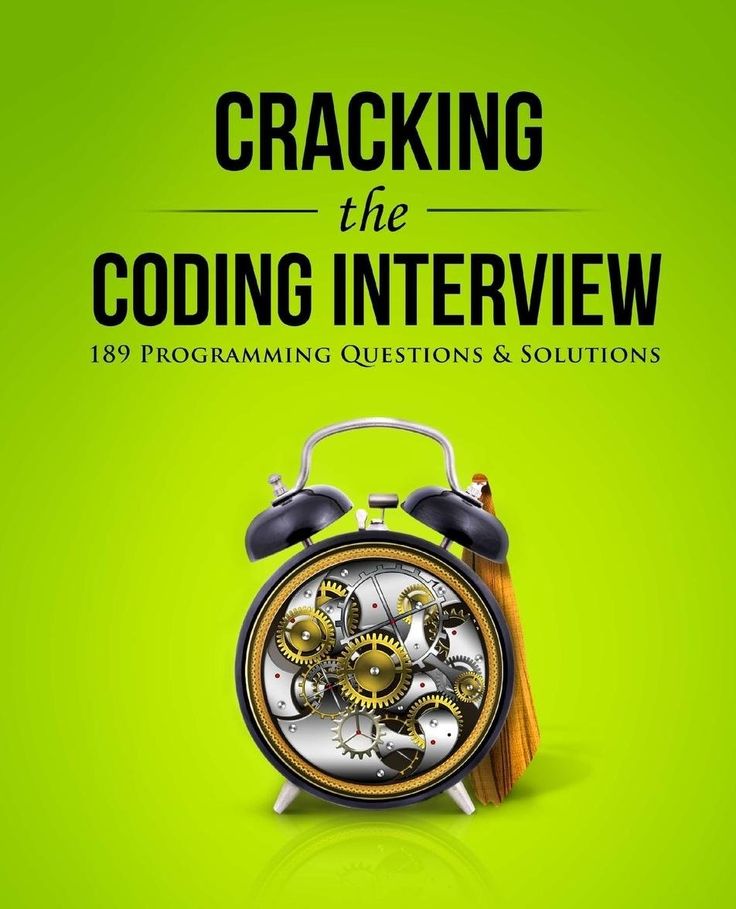 CRACKING
the
CODING INTERVIEW
189 PROGRAMMING QUESTIONS & SOLUTIONS